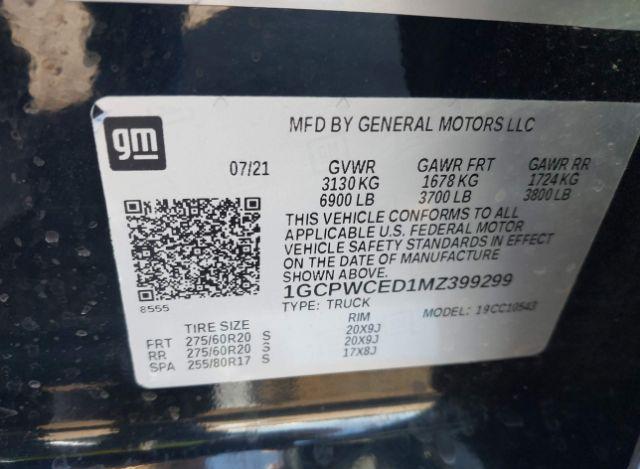 gm
MFD BY GENERAL MOTORS LLC
07/21 GVWR GAWR FRT GAWR RR
3130 KG 1678 KG 1724 KG
6900 LB 3700 LB 3800 LB
THIS VEHICLE CONFORMS TO ALL
APPLICABLE U.S. FEDERAL MOTOR
VEHICLE SAFETY STANDARDS IN EFFECT
ON THE DATE OF MANUFACTURE
SHOWN ABOVE.
1GCPWCED1MZ399299
8555
TYPE: TRUCK MODEL: 19CC10543
TIRE SIZE RIM
FRT 275/60R20 S 20X9J
RR 275/60R20 S 20X9J
SPA 255/80R17 S 17X8J